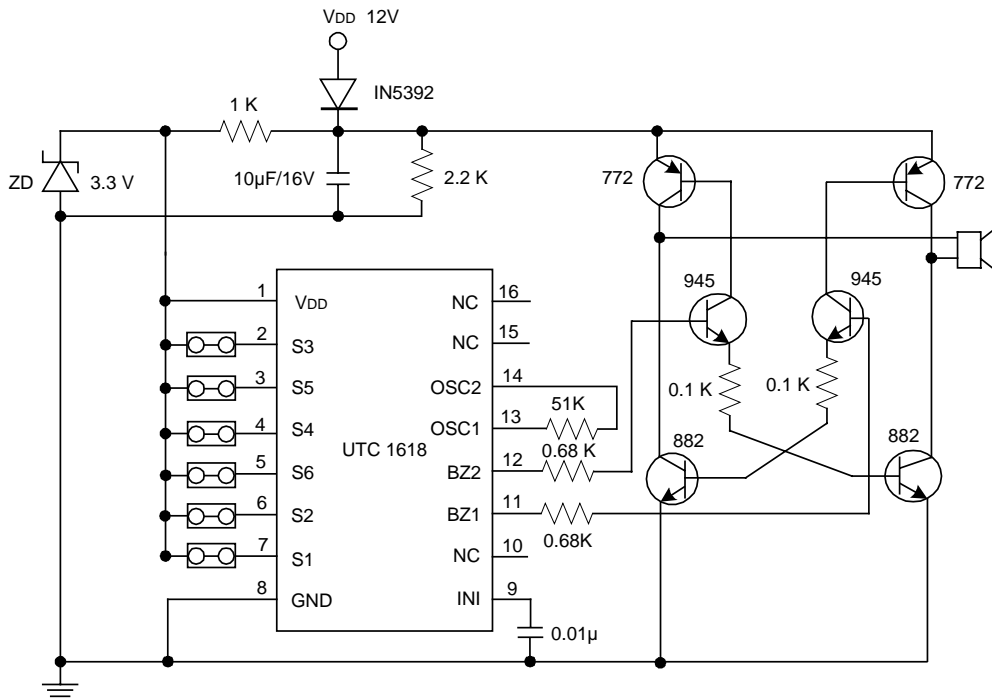 VDD 12V
IN5392
1 K
ZD
3.3 V
10µF/16V
2.2 K
772
772
945
945
0.1 K
0.1 K
882
882
UTC 1618
1
VDD
2
S3
3
S5
4
S4
5
S6
6
S2
7
S1
8
GND
NC
16
NC
15
OSC2
14
OSC1
13
51K
BZ2
12
0.68 K
BZ1
11
0.68K
NC
10
INI
9
0.01µ